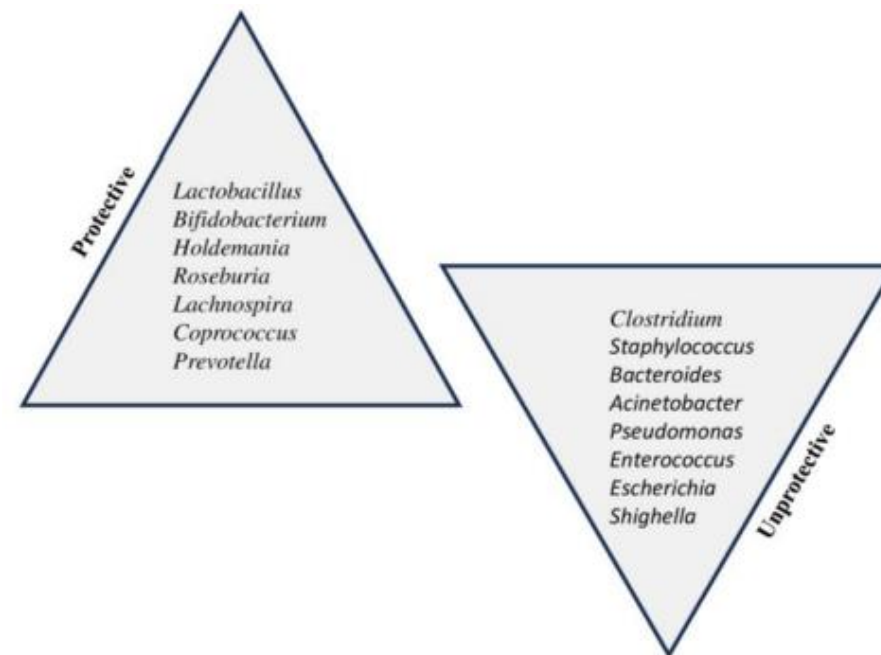 Protective
Lactobacillus
Bifidobacterium
Holdemania
Roseburia
Lachnospira
Coprococcus
Prevotella
Clostridium
Staphylococcus
Bacteroides
Acinetobacter
Pseudomonas
Enterococcus
Escherichia
Shighella
Unprotective